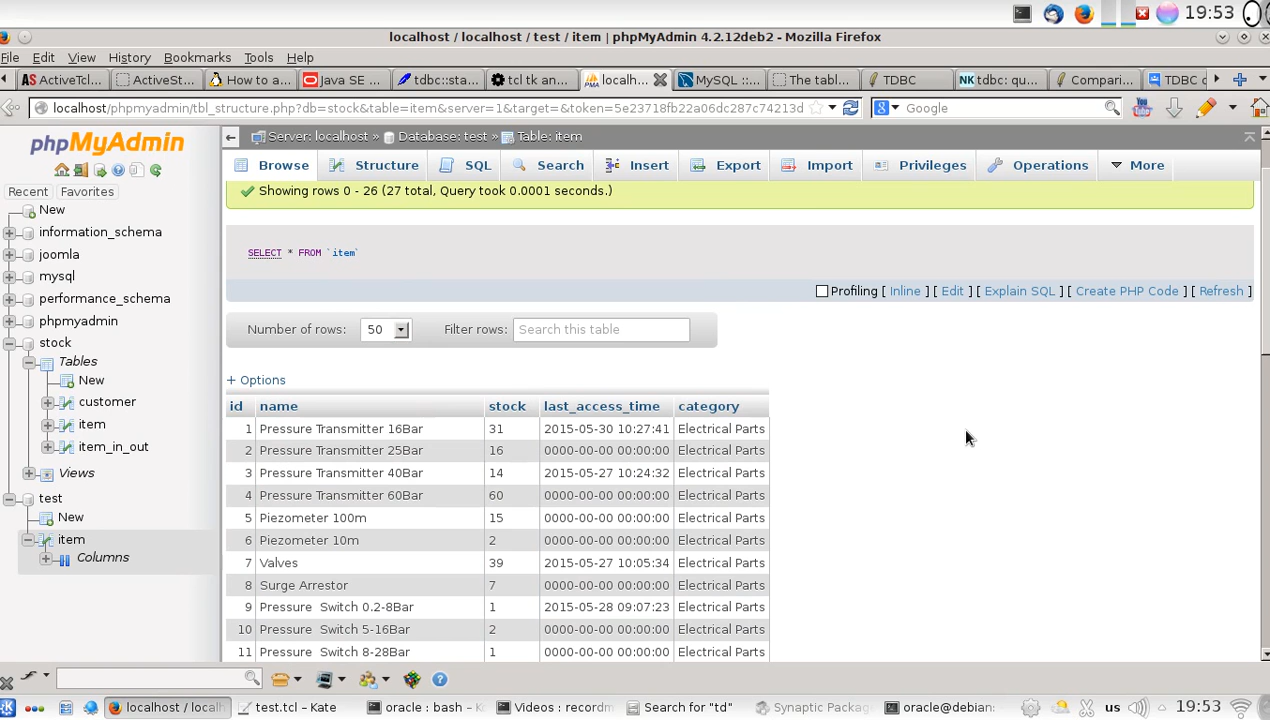 19:53
localhost / localhost / test / item | phpMyAdmin 4.2.12deb2 - Mozilla Firefox
File Edit View History Bookmarks Tools Help
ActiveTcl... ActiveSt... How to a... Java SE ... tdbc::sta... tcl tk an... localh... MySQL ::... The tabl... TDBC tdbc: qu... Compari... TDBC c
localhost/phpmyadmin/tbl_structure.php?db=stock&table=item&server=1&target=&token=5e23718fb22a06dc287c74213d Google
phpMyAdmin
Recent Favorites
New
information_schema
joomla
mysql
performance_schema
phpmyadmin
stock
Tables
New
customer
item
item_in_out
Views
test
New
item
Columns
Server: localhost » Database: test » Table: item
Browse Structure SQL Search Insert Export Import Privileges Operations More
Showing rows 0 - 26 (27 total, Query took 0.0001 seconds.)
SELECT * FROM `item`
Profiling [ Inline ] [ Edit ] [ Explain SQL ] [ Create PHP Code ] [ Refresh ]
Number of rows: 50 Filter rows: Search this table
+ Options
id name stock last_access_time category
1 Pressure Transmitter 16Bar 31 2015-05-30 10:27:41 Electrical Parts
2 Pressure Transmitter 25Bar 16 0000-00-00 00:00:00 Electrical Parts
3 Pressure Transmitter 40Bar 14 2015-05-27 10:24:32 Electrical Parts
4 Pressure Transmitter 60Bar 60 0000-00-00 00:00:00 Electrical Parts
5 Piezometer 100m 15 0000-00-00 00:00:00 Electrical Parts
6 Piezometer 10m 2 0000-00-00 00:00:00 Electrical Parts
7 Valves 39 2015-05-27 10:05:34 Electrical Parts
8 Surge Arrestor 7 0000-00-00 00:00:00 Electrical Parts
9 Pressure Switch 0.2-8Bar 1 2015-05-28 09:07:23 Electrical Parts
10 Pressure Switch 5-16Bar 2 0000-00-00 00:00:00 Electrical Parts
11 Pressure Switch 8-28Bar 1 0000-00-00 00:00:00 Electrical Parts
localhost / locall test.tcl – Kate oracle : bash – K Videos : recordm Search for "td" Synaptic Packag oracle@debian: us 19:53